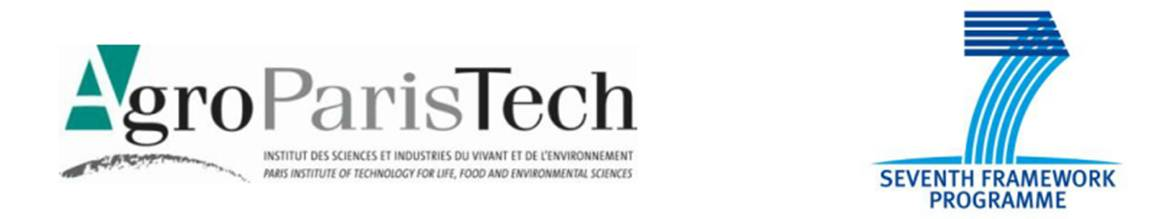 AgroParisTech
INSTITUT DES SCIENCES ET INDUSTRIES DU VIVANT ET DE L'ENVIRONNEMENT
PARIS INSTITUTE OF TECHNOLOGY FOR LIFE, FOOD AND ENVIRONMENTAL SCIENCES
7
SEVENTH FRAMEWORK
PROGRAMME